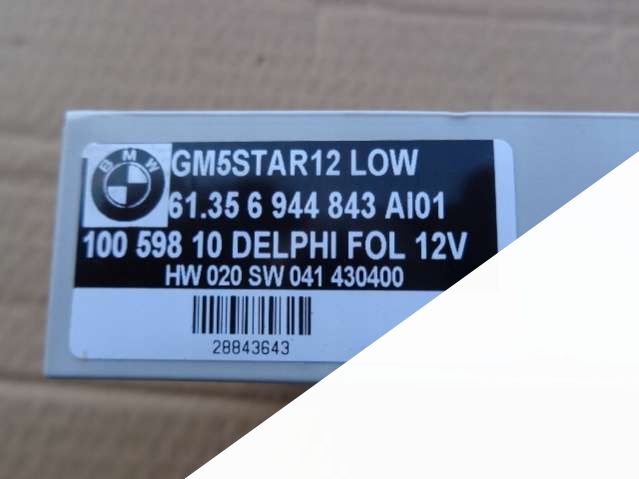 BMW
GM5STAR12 LOW
61.35 6 944 843 AI01
100 598 10 DELPHI FOL 12V
HW 020 SW 041 430400
28843643